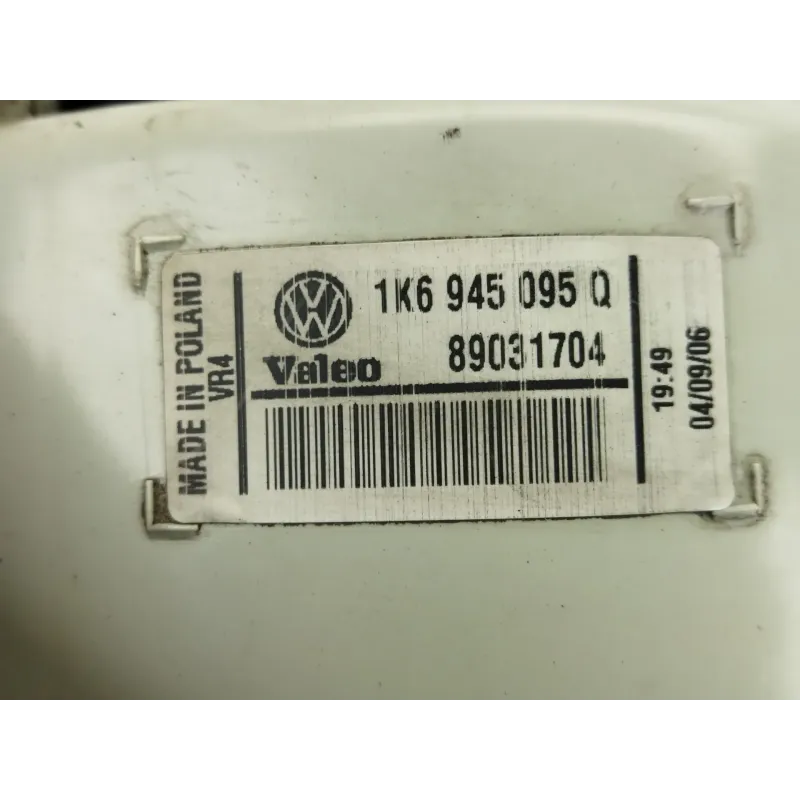 MADE IN POLAND
VR4
1K6 945 095 Q
Valeo
89031704
19:49
04/09/06